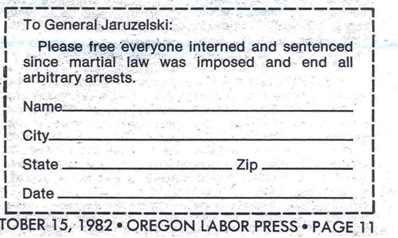 To General Jaruzelski:
Please free everyone interned and sentenced
since martial law was imposed and end all
arbitrary arrests.
Name
City
State Zip
Date
TOBER 15, 1982 • OREGON LABOR PRESS • PAGE 11